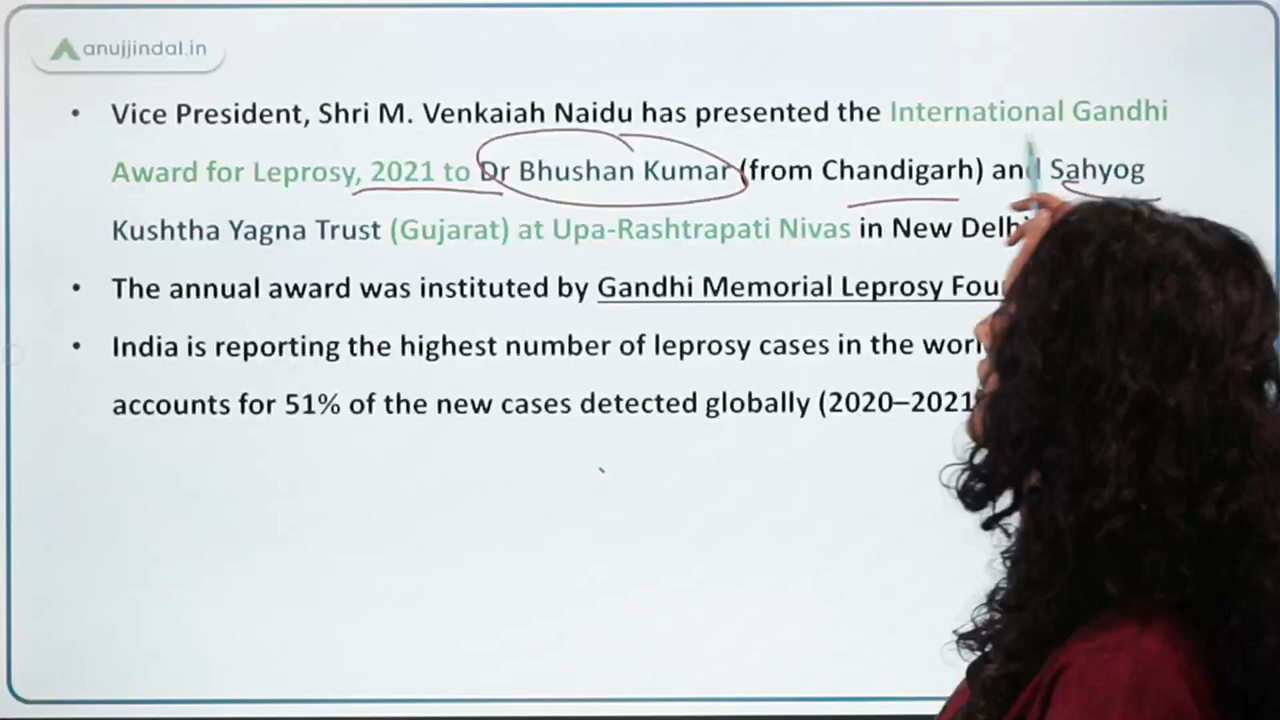 anujjindal.in
• Vice President, Shri M. Venkaiah Naidu has presented the International Gandhi
Award for Leprosy, 2021 to Dr Bhushan Kumar (from Chandigarh) and Sahyog
Kushtha Yagna Trust (Gujarat) at Upa-Rashtrapati Nivas in New
• The annual award was instituted by Gandhi Memorial Leprosy
• India is reporting the highest number of leprosy cases in the
accounts for 51% of the new cases detected globally (2020–2021